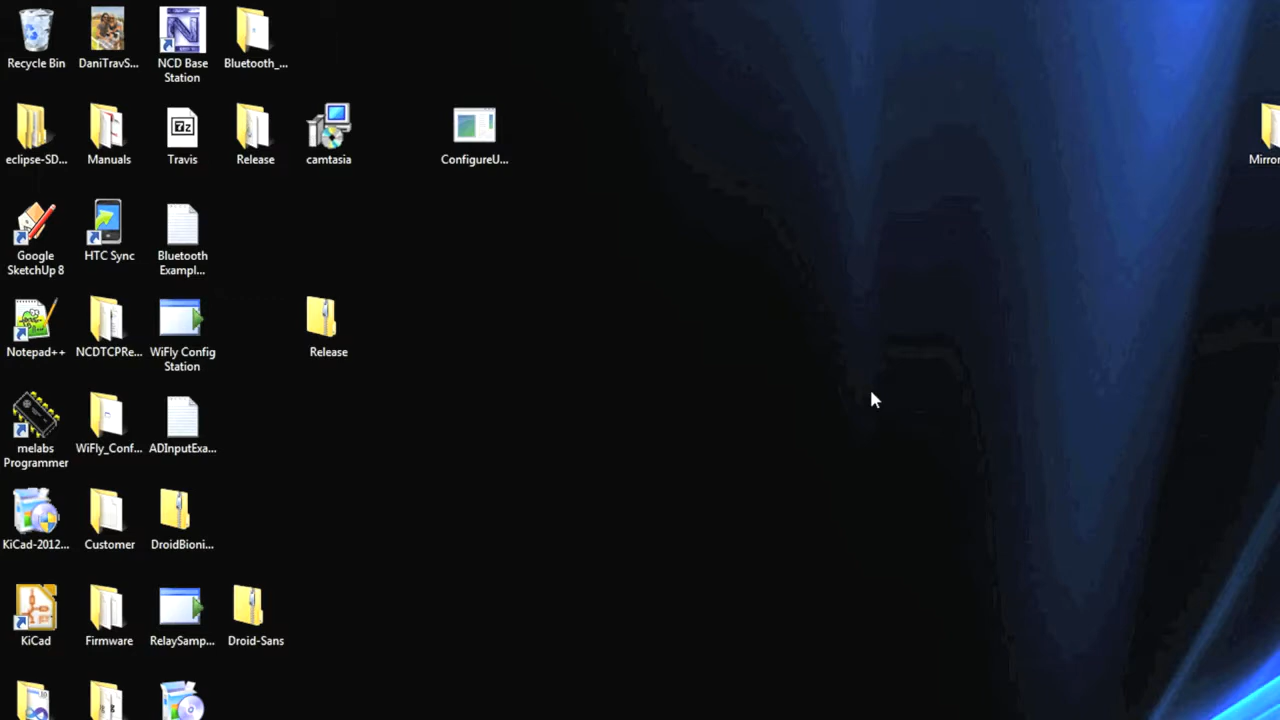 Recycle Bin
DaniTravS...
NCD Base
Station
Bluetooth_...
eclipse-SD...
Manuals
Travis
Release
camtasia
ConfigureU...
Mirror
Google
SketchUp 8
HTC Sync
Bluetooth
Exampl...
Notepad++
NCDTCPRe...
WiFly Config
Station
Release
melabs
Programmer
WiFly_Conf...
ADInputExa...
KiCad-2012...
Customer
DroidBioni...
KiCad
Firmware
RelaySamp...
Droid-Sans